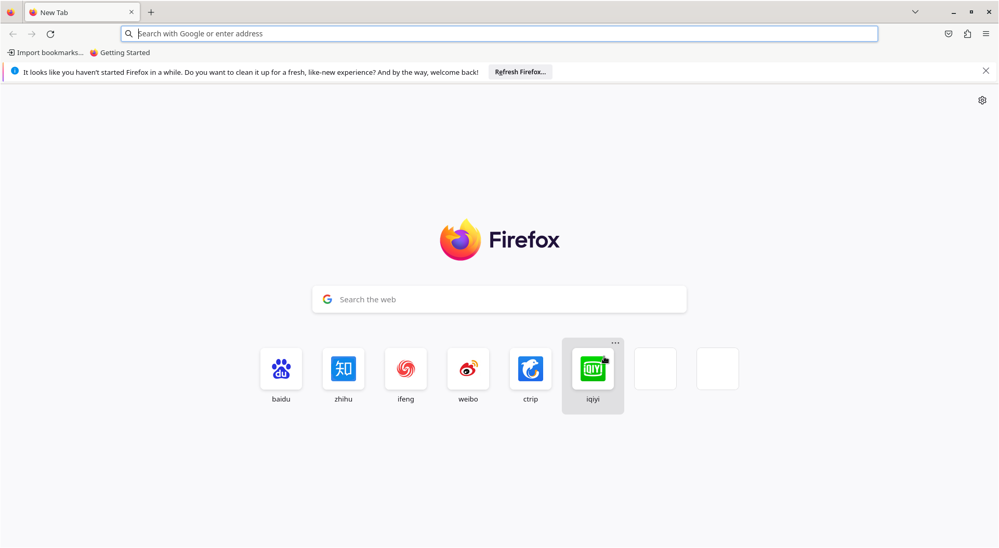 New Tab
Search with Google or enter address
Import bookmarks...
Getting Started
It looks like you haven’t started Firefox in a while. Do you want to clean it up for a fresh, like-new experience? And by the way, welcome back!
Refresh Firefox...
Firefox
Search the web
du
知
iQIYI
baidu
zhihu
ifeng
weibo
ctrip
iqiyi